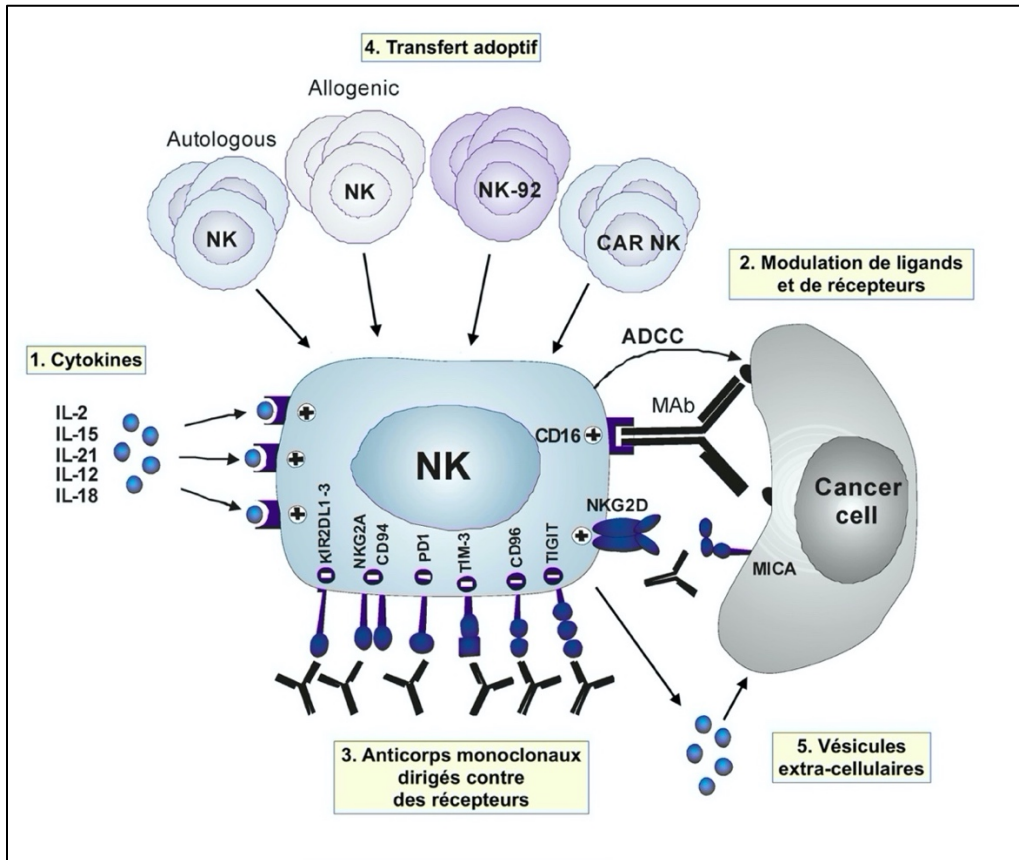 4. Transfert adoptif
Allogenic
Autologous
NK
NK
NK-92
CAR NK
2. Modulation de ligands
et de récepteurs
1. Cytokines
IL-2
IL-15
IL-21
IL-12
IL-18
ADCC
MAb
CD16
NK
Cancer
cell
NKG2D
MICA
KIR2DL1-3
NKG2A
CD94
PD1
TIM-3
CD96
TIGIT
3. Anticorps monoclonaux
dirigés contre
des récepteurs
5. Vésicules
extra-cellulaires